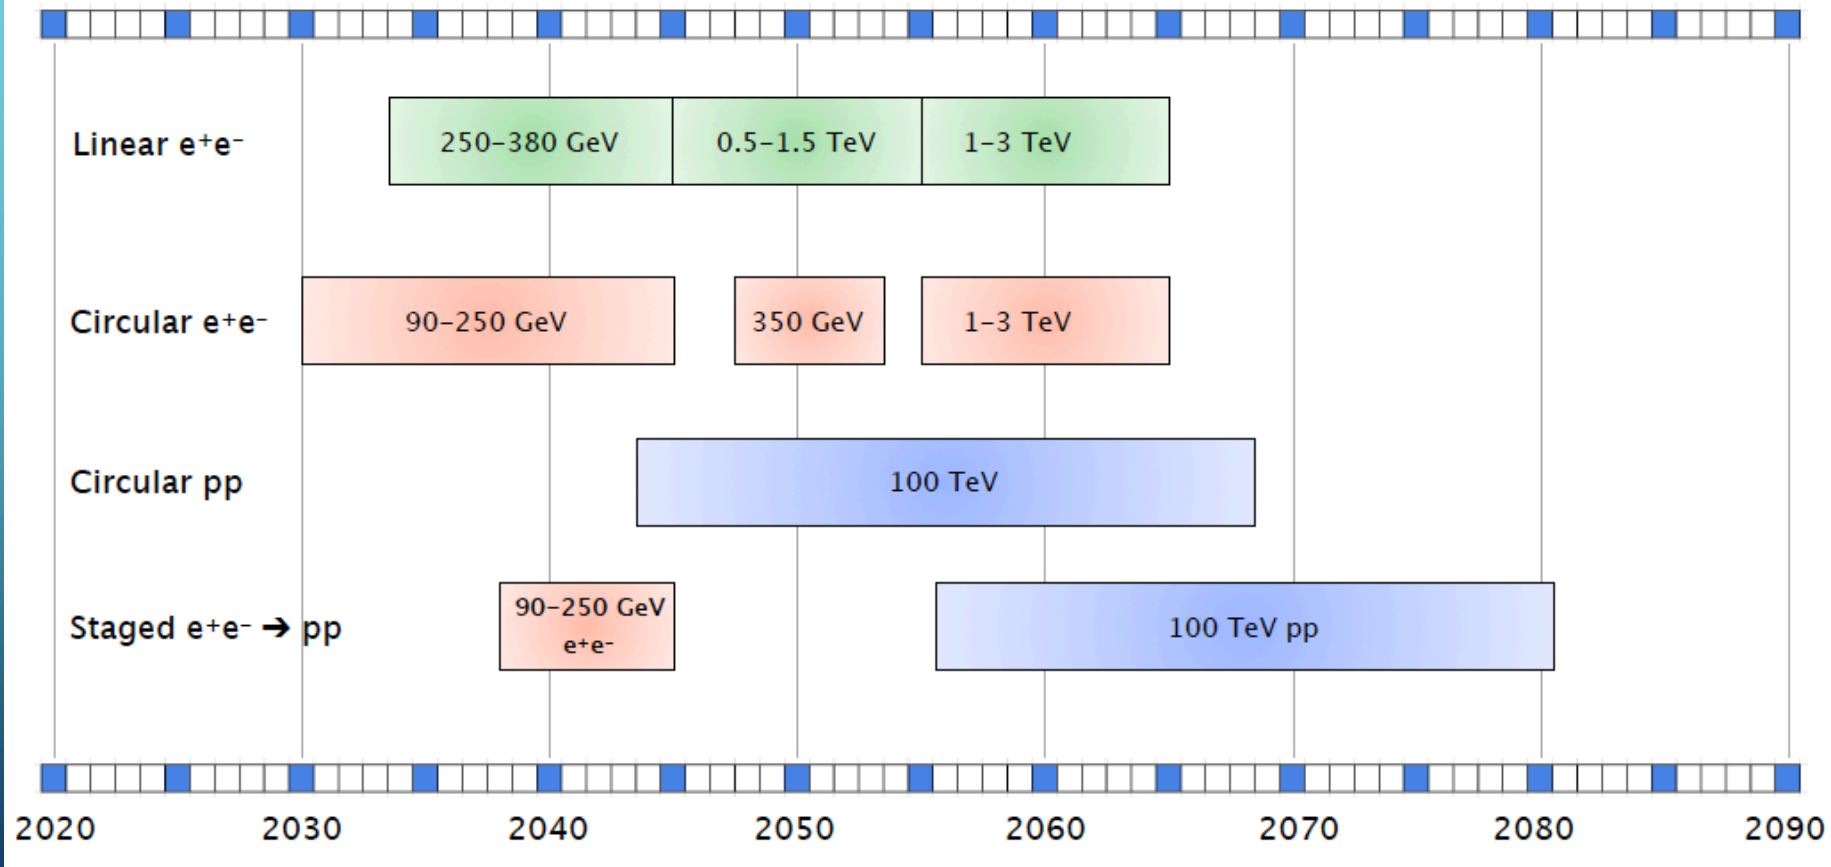 Linear e⁺e⁻
250–380 GeV
0.5–1.5 TeV
1–3 TeV
Circular e⁺e⁻
90–250 GeV
350 GeV
1–3 TeV
Circular pp
100 TeV
Staged e⁺e⁻ ➔ pp
90–250 GeV
e⁺e⁻
100 TeV pp
2020 2030 2040 2050 2060 2070 2080 2090